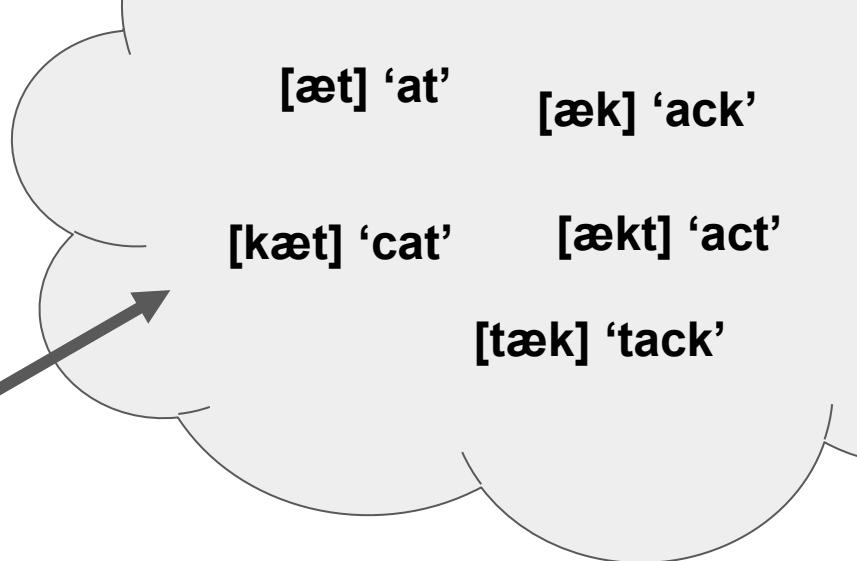 [æt] ‘at’
[æk] ‘ack’
[kæt] ‘cat’
[ækt] ‘act’
[tæk] ‘tack’